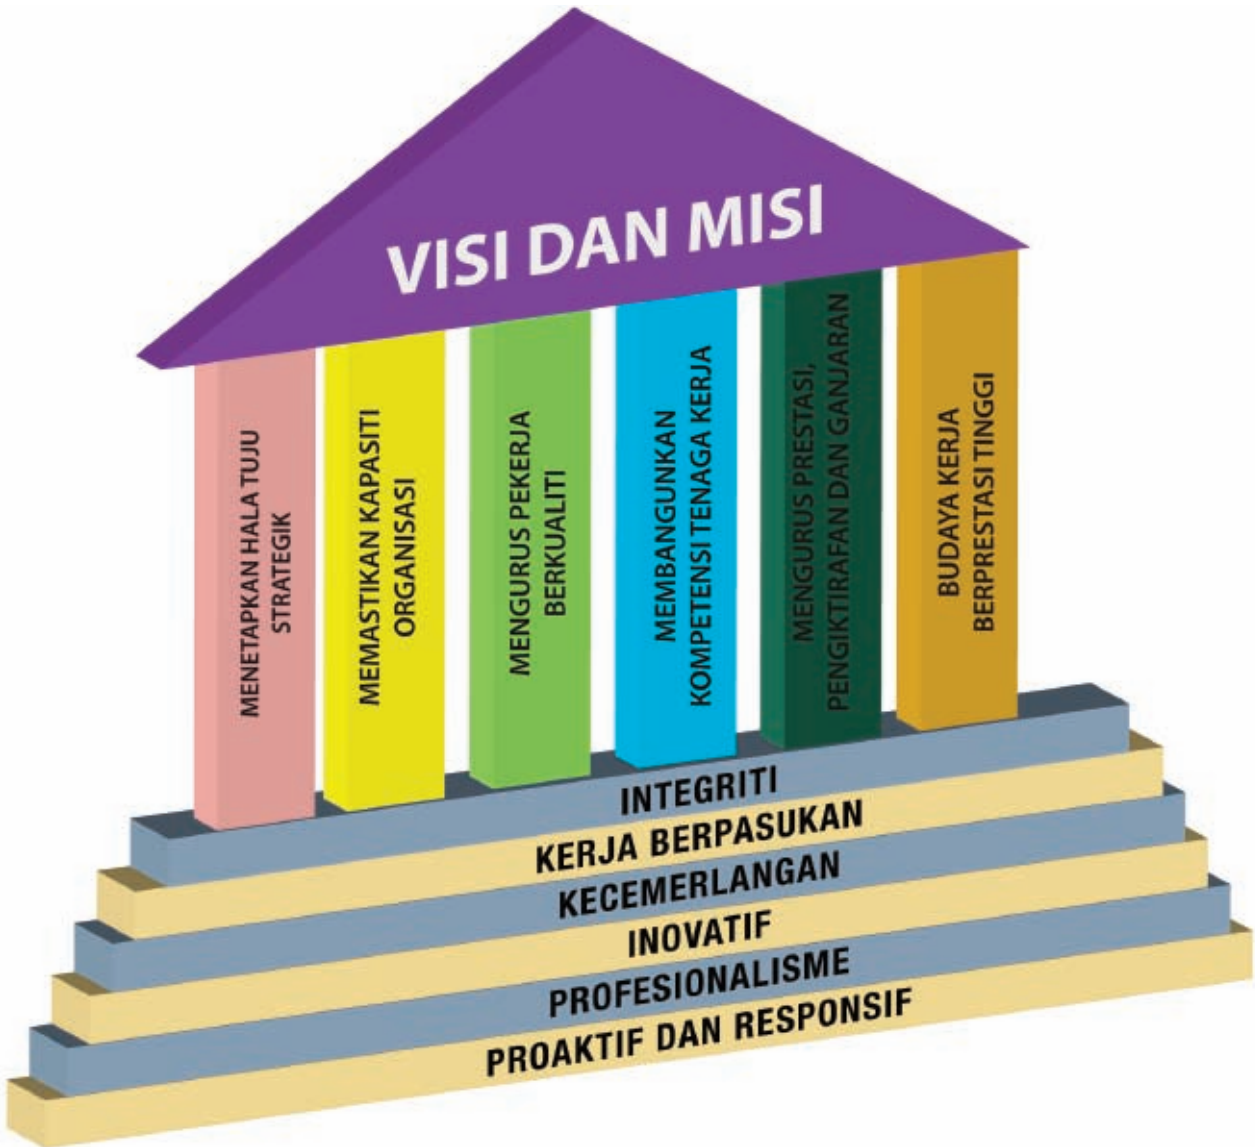 VISI DAN MISI
MENETAPKAN HALA TUJU
STRATEGIK
MEMASTIKAN KAPASITI
ORGANISASI
MENGURUS PEKERJA
BERKUALITI
MEMBANGUNKAN
KOMPETENSI TENAGA KERJA
MENGURUS PRESTASI,
PENGIKTIRAFAN DAN GANJARAN
BUDAYA KERJA
BERPRESTASI TINGGI
INTEGRITI
KERJA BERPASUKAN
KECEMERLANGAN
INOVATIF
PROFESIONALISME
PROAKTIF DAN RESPONSIF